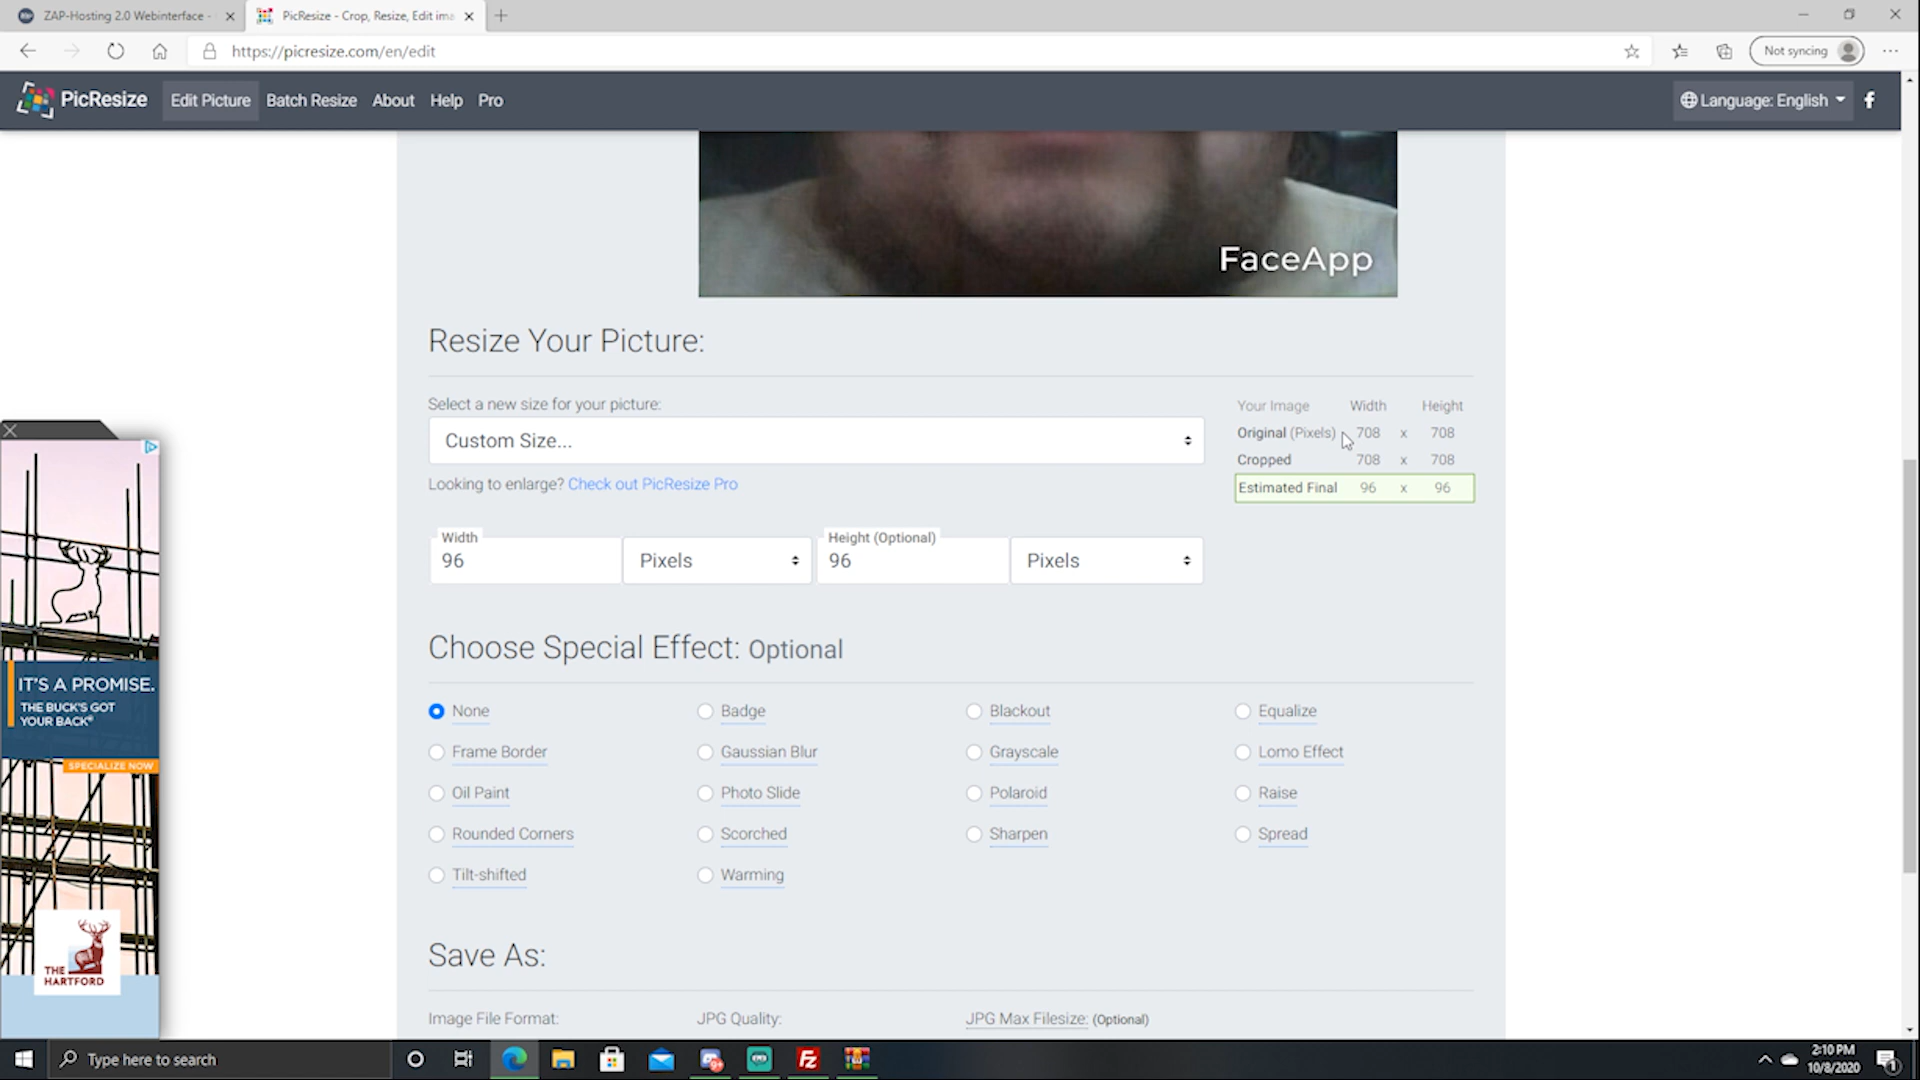 ZAP-Hosting 2.0 Webinterface -
PicResize - Crop, Resize, Edit ima
https://picresize.com/en/edit
Not syncing
PicResize
Edit Picture
Batch Resize
About
Help
Pro
Language: English
FaceApp
Resize Your Picture:
Select a new size for your picture:
Custom Size...
Looking to enlarge? Check out PicResize Pro
Your Image Width Height
Original (Pixels) 708 x 708
Cropped 708 x 708
Estimated Final 96 x 96
Width
96
Pixels
Height (Optional)
96
Pixels
Choose Special Effect: Optional
None
Badge
Blackout
Equalize
Frame Border
Gaussian Blur
Grayscale
Lomo Effect
Oil Paint
Photo Slide
Polaroid
Raise
Rounded Corners
Scorched
Sharpen
Spread
Tilt-shifted
Warming
Save As:
Image File Format:
JPG Quality:
JPG Max Filesize: (Optional)
IT'S A PROMISE.
THE BUCK'S GOT
YOUR BACK®
SPECIALIZE NOW
THE
HARTFORD
Type here to search
2:10 PM
10/8/2020
1